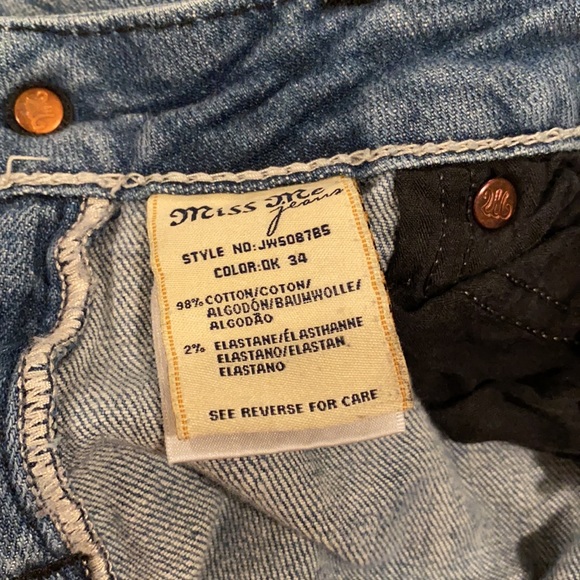 Miss Me
jeans
STYLE NO:JW5087B5
COLOR:DK 34
98% COTTON/COTON/
ALGODÓN/BAUMWOLLE/
ALGODÃO
2% ELASTANE/ÉLASTHANNE
ELASTANO/ELASTAN
ELASTANO
SEE REVERSE FOR CARE